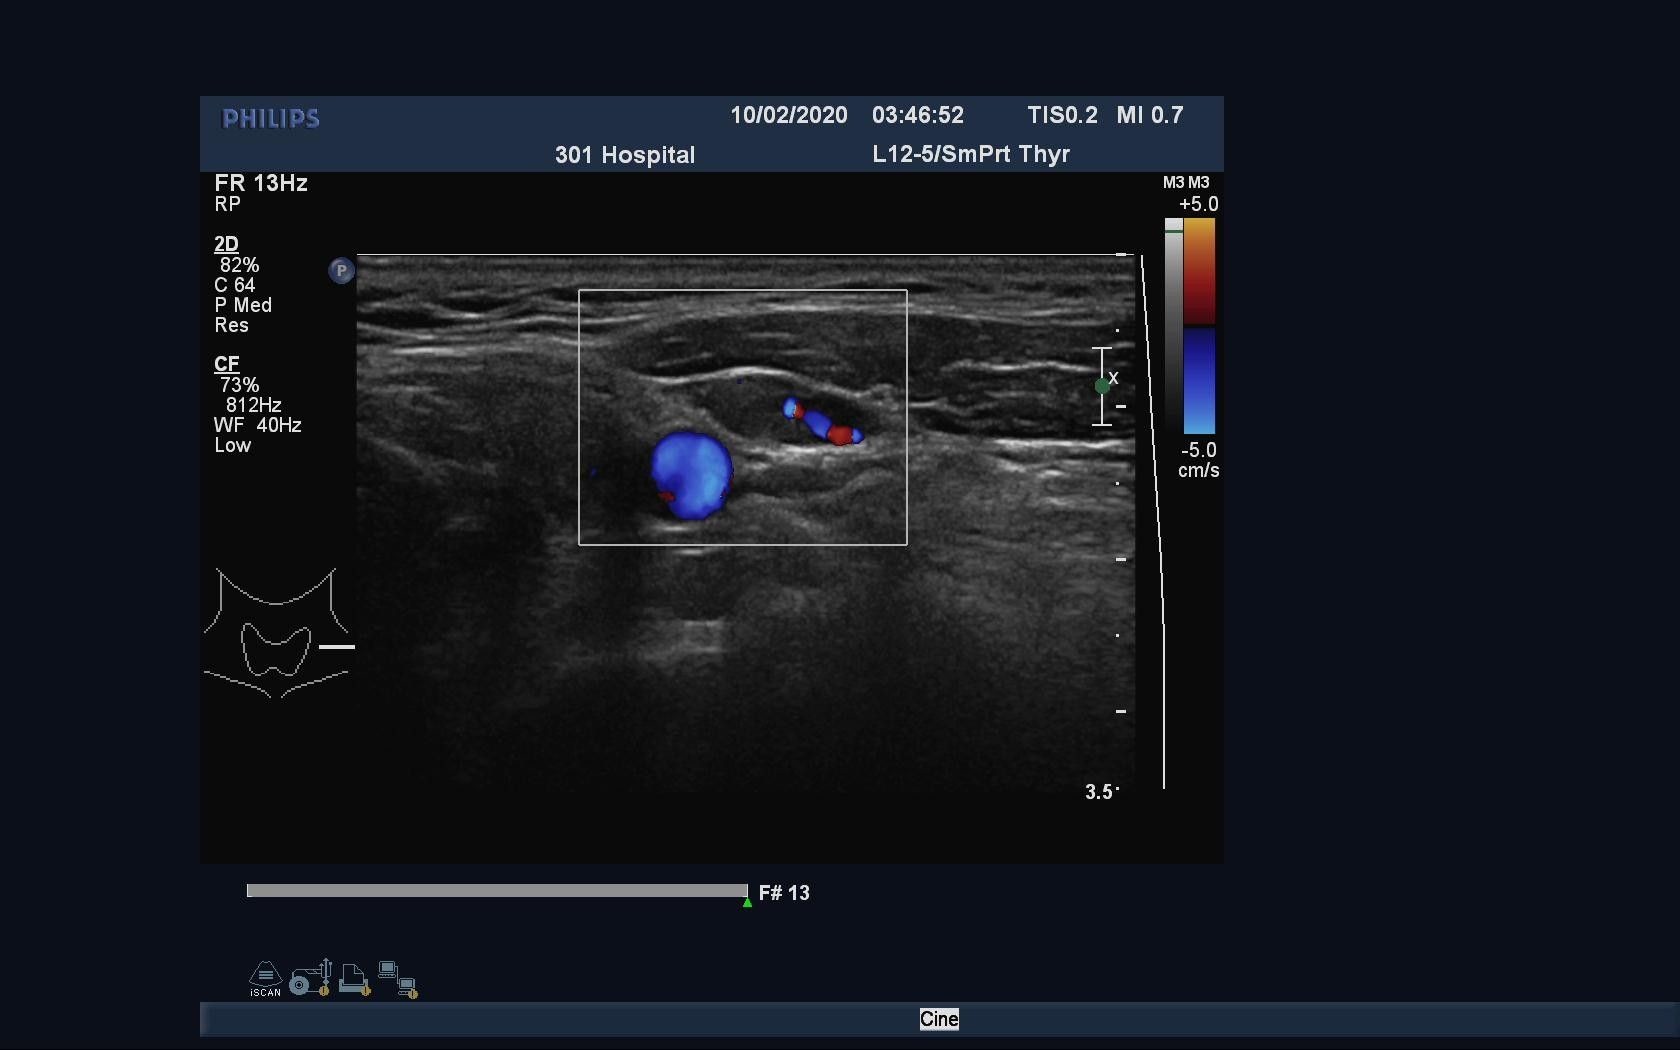 PHILIPS
10/02/2020 03:46:52 TIS0.2 MI 0.7
301 Hospital L12-5/SmPrt Thyr
FR 13Hz
RP
2D
82%
C 64
P Med
Res
CF
73%
812Hz
WF 40Hz
Low
P
M3 M3
+5.0
X
-5.0
cm/s
3.5
F# 13
iSCAN
Cine